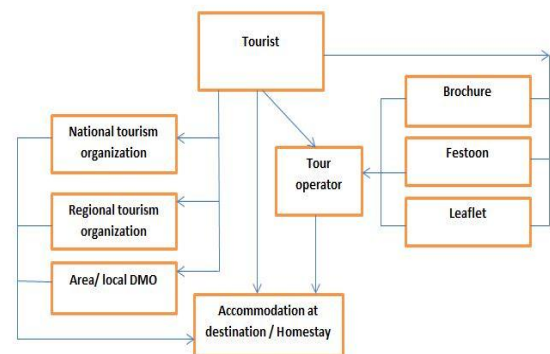 Tourist
National tourism
organization
Regional tourism
organization
Area/ local DMO
Tour
operator
Brochure
Festoon
Leaflet
Accommodation at
destination / Homestay